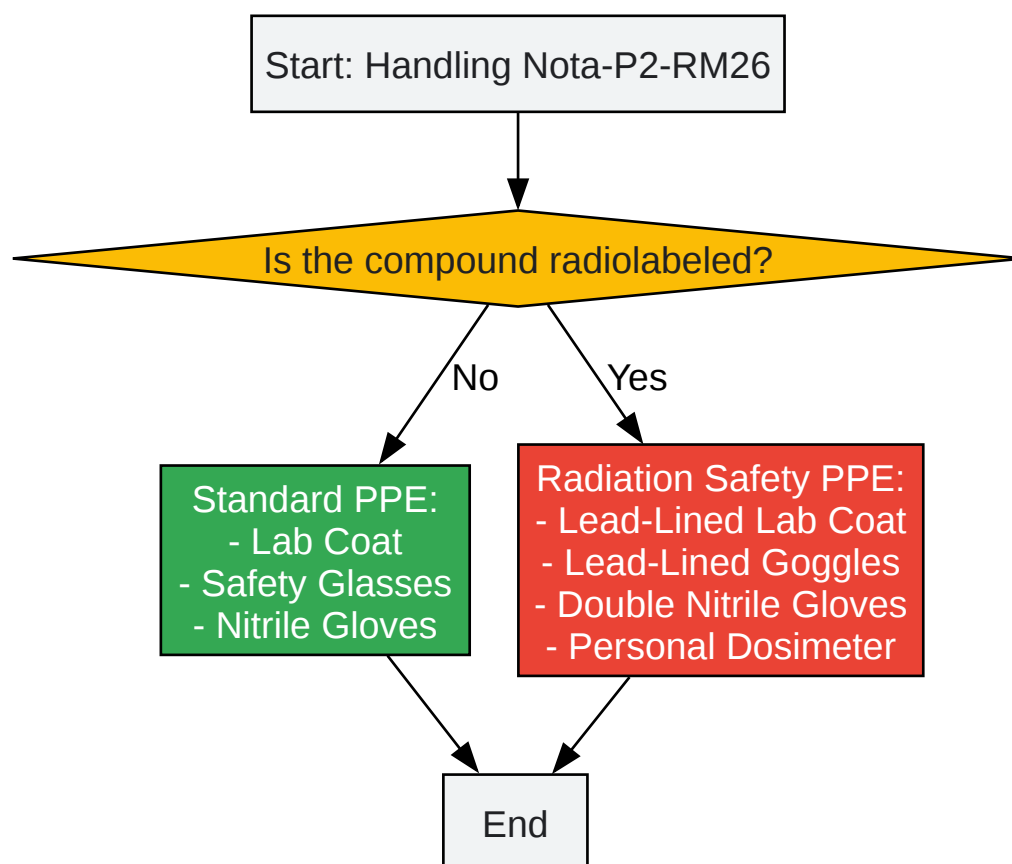 Start: Handling Nota-P2-RM26
Is the compound radiolabeled?
No
Yes
Standard PPE:
- Lab Coat
- Safety Glasses
- Nitrile Gloves
Radiation Safety PPE:
- Lead-Lined Lab Coat
- Lead-Lined Goggles
- Double Nitrile Gloves
- Personal Dosimeter
End